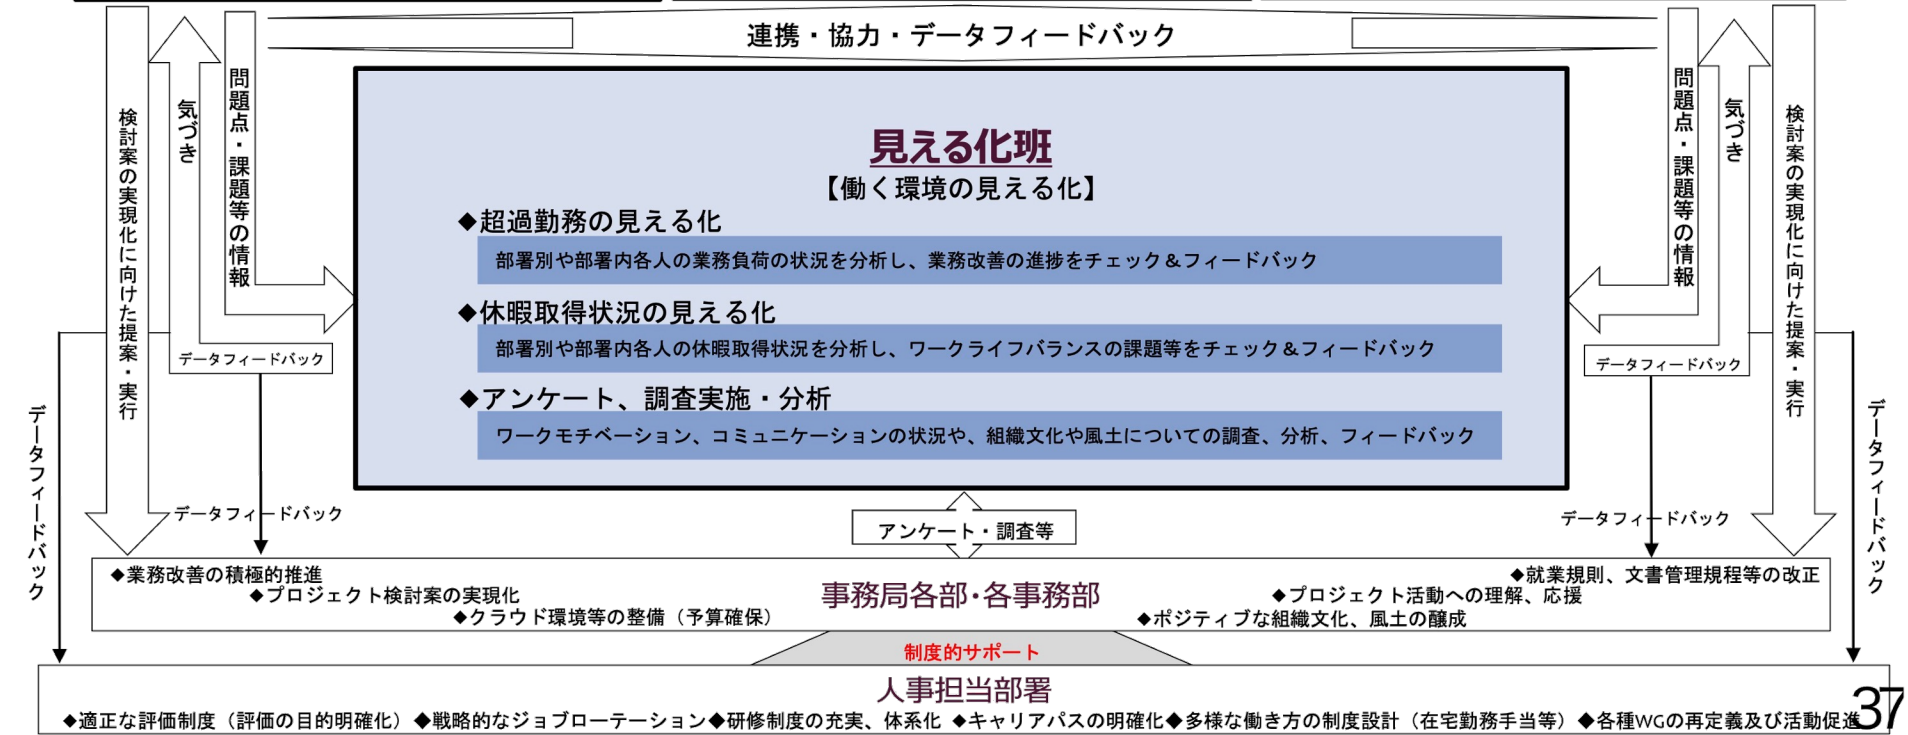 連携・協力・データフィードバック
検討案の実現化に向けた提案・実行
気づき
問題点・課題等の情報
問題点・課題等の情報
気づき
検討案の実現化に向けた提案・実行
見える化班
【働く環境の見える化】
◆超過勤務の見える化
部署別や部署内各人の業務負荷の状況を分析し、業務改善の進捗をチェック&フィードバック
◆休暇取得状況の見える化
部署別や部署内各人の休暇取得状況を分析し、ワークライフバランスの課題等をチェック&フィードバック
◆アンケート、調査実施・分析
ワークモチベーション、コミュニケーションの状況や、組織文化や風土についての調査、分析、フィードバック
データフィードバック
データフィードバック
データフィードバック
データフィードバック
データフィードバック
データフィードバック
アンケート・調査等
◆業務改善の積極的推進
◆プロジェクト検討案の実現化
◆クラウド環境等の整備（予算確保）
事務局各部・各事務部
◆就業規則、文書管理規程等の改正
◆プロジェクト活動への理解、応援
◆ポジティブな組織文化、風土の醸成
制度的サポート
人事担当部署
◆適正な評価制度（評価の目的明確化）◆戦略的なジョブローテーション◆研修制度の充実、体系化 ◆キャリアパスの明確化◆多様な働き方の制度設計（在宅勤務手当等）◆各種WGの再定義及び活動促進
37